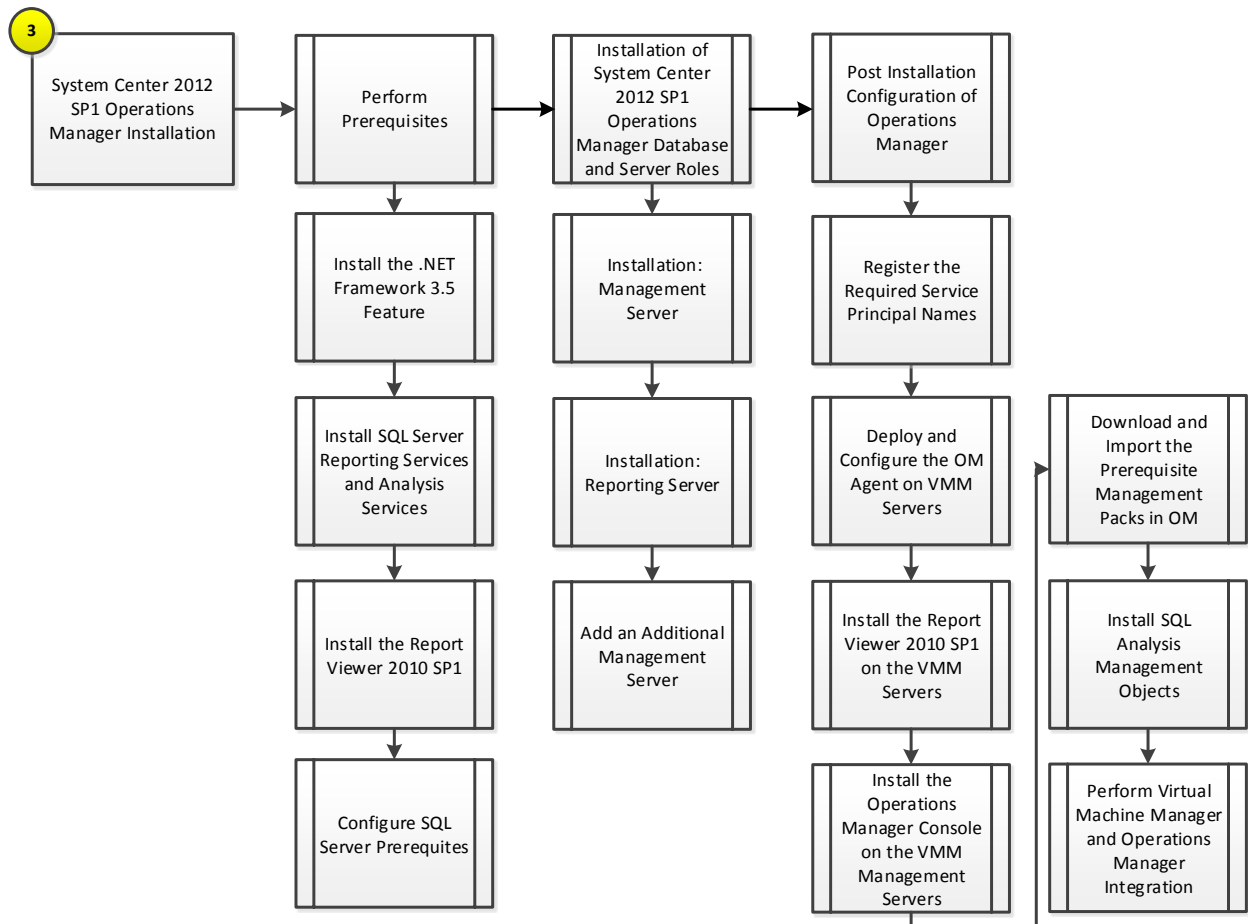 3
System Center 2012
SP1 Operations
Manager Installation
Perform
Prerequisites
Installation of
System Center
2012 SP1
Operations
Manager Database
and Server Roles
Post Installation
Configuration of
Operations
Manager
Install the .NET
Framework 3.5
Feature
Installation:
Management
Server
Register the
Required Service
Principal Names
Install SQL Server
Reporting Services
and Analysis
Services
Installation:
Reporting Server
Deploy and
Configure the OM
Agent on VMM
Servers
Download and
Import the
Prerequisite
Management
Packs in OM
Install the Report
Viewer 2010 SP1
Add an Additional
Management
Server
Install the Report
Viewer 2010 SP1
on the VMM
Servers
Install SQL
Analysis
Management
Objects
Configure SQL
Server Prerequites
Install the
Operations
Manager Console
on the VMM
Management
Servers
Perform Virtual
Machine Manager
and Operations
Manager
Integration